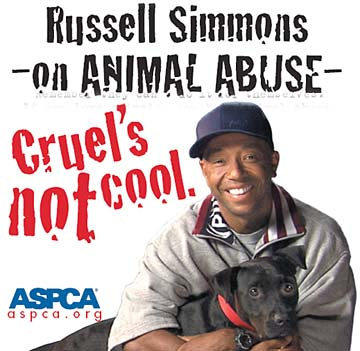 Russell Simmons
-on ANIMAL ABUSE-
Cruel's
not cool.
ASPCA®
aspca.org